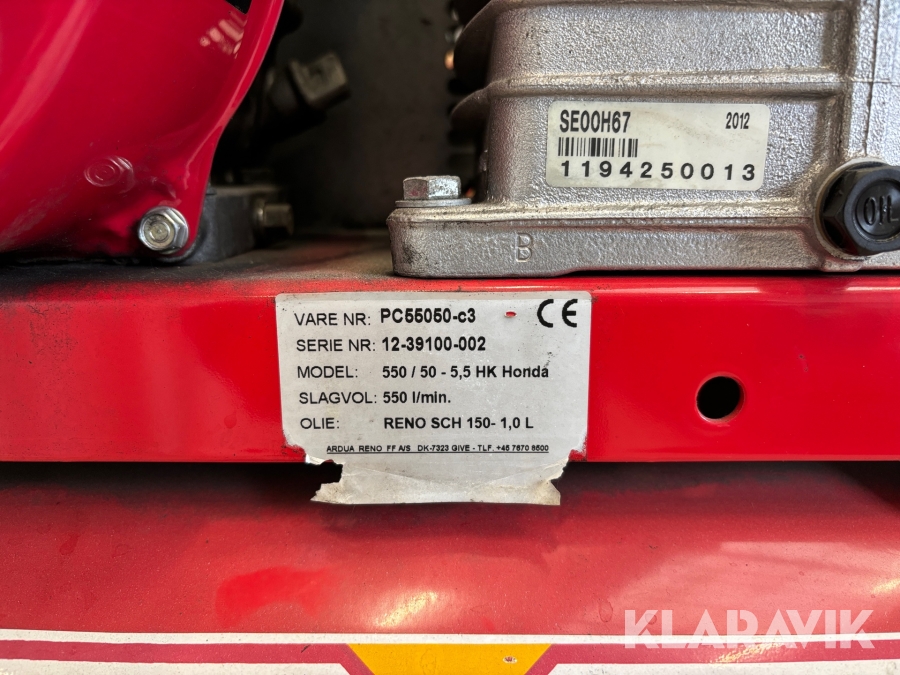 SE00H67 2012
1194250013
OIL
B
VARE NR: PC55050-c3 - CE
SERIE NR: 12-39100-002
MODEL: 550 / 50 - 5,5 HK Honda
SLAGVOL: 550 l/min.
OLIE: RENO SCH 150- 1,0 L
ARDUA RENO FF A/S DK-7323 GIVE - TLF. +45 7670 8500
KLARAVIK